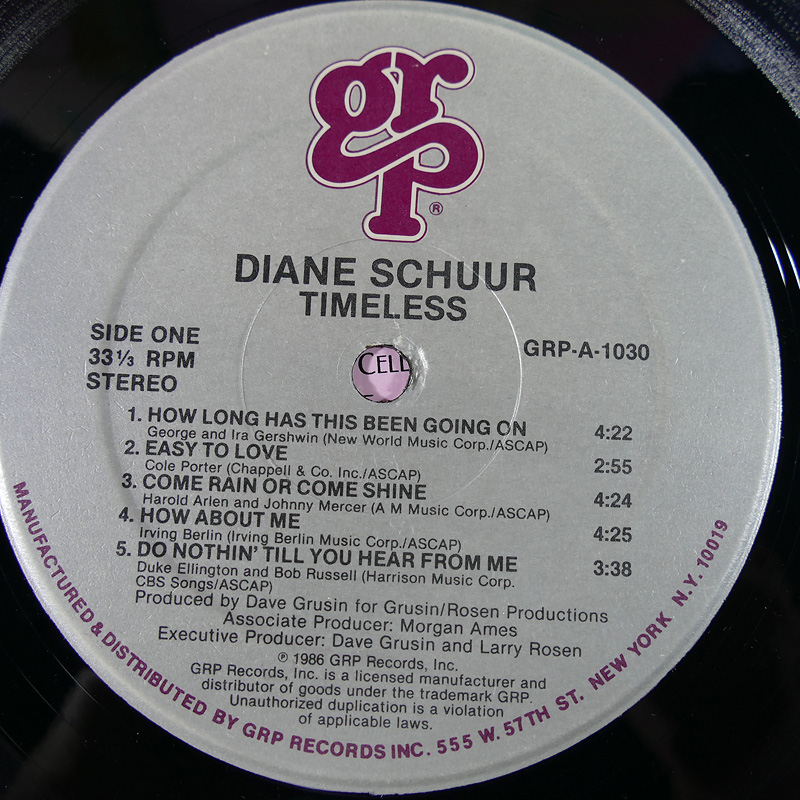 grp®
DIANE SCHUUR
TIMELESS
SIDE ONE
33⅓ RPM
STEREO
GRP-A-1030
CELL
1. HOW LONG HAS THIS BEEN GOING ON 4:22
George and Ira Gershwin (New World Music Corp./ASCAP)
2. EASY TO LOVE 2:55
Cole Porter (Chappell & Co. Inc./ASCAP)
3. COME RAIN OR COME SHINE 4:24
Harold Arlen and Johnny Mercer (A M Music Corp./ASCAP)
4. HOW ABOUT ME 4:25
Irving Berlin (Irving Berlin Music Corp./ASCAP)
5. DO NOTHIN' TILL YOU HEAR FROM ME 3:38
Duke Ellington and Bob Russell (Harrison Music Corp.
CBS Songs/ASCAP)
Produced by Dave Grusin for Grusin/Rosen Productions
Associate Producer: Morgan Ames
Executive Producer: Dave Grusin and Larry Rosen
℗ 1986 GRP Records, Inc.
GRP Records, Inc. is a licensed manufacturer and
distributor of goods under the trademark GRP.
Unauthorized duplication is a violation
of applicable laws.
MANUFACTURED & DISTRIBUTED BY GRP RECORDS INC. 555 W. 57TH ST. NEW YORK N.Y. 10019